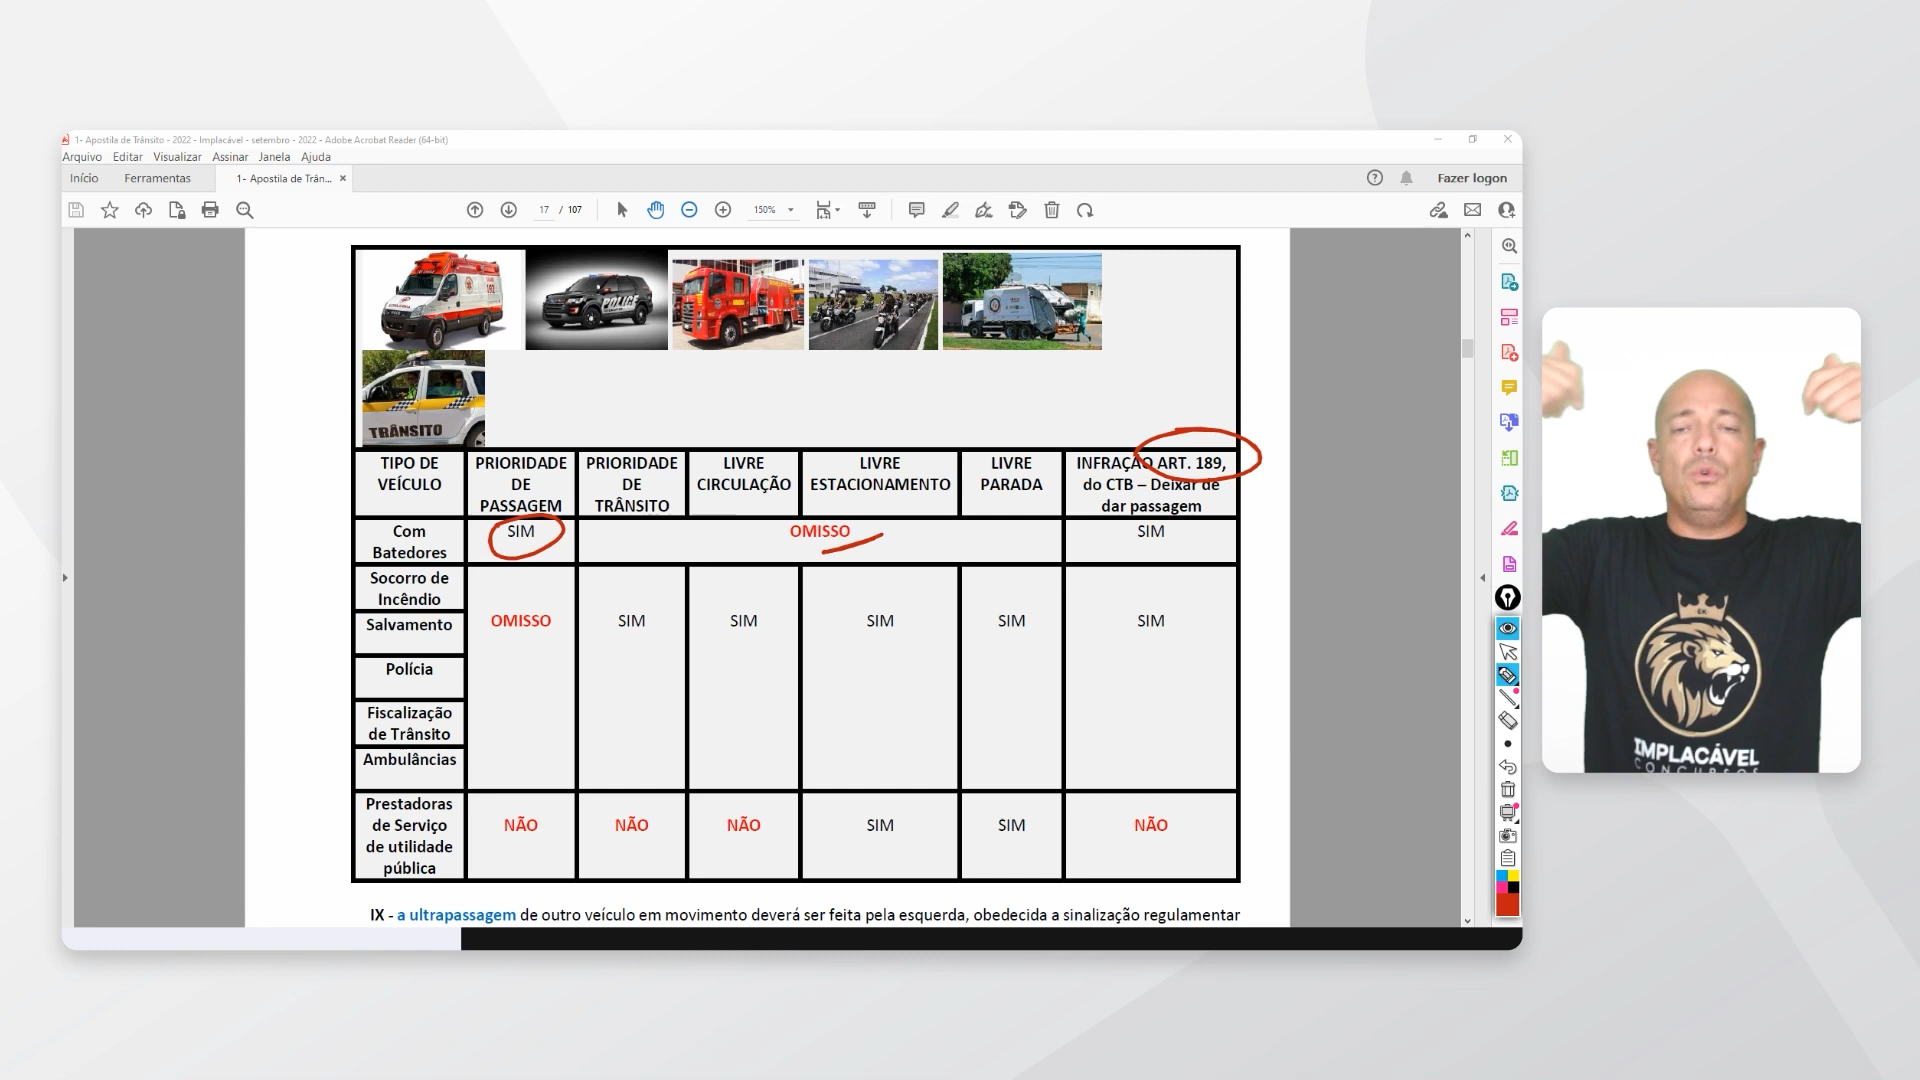 1- Apostila de Trânsito - 2022 - Implacável - setembro - 2022 - Adobe Acrobat Reader (64-bit)
Arquivo Editar Visualizar Assinar Janela Ajuda
Início Ferramentas 1- Apostila de Trân... Fazer logon
17 / 107 150%
192
POLICE
TRÂNSITO
TIPO DE VEÍCULO
PRIORIDADE DE PASSAGEM
PRIORIDADE DE TRÂNSITO
LIVRE CIRCULAÇÃO
LIVRE ESTACIONAMENTO
LIVRE PARADA
INFRAÇÃO ART. 189, do CTB – Deixar de dar passagem
Com Batedores
SIM
OMISSO
SIM
Socorro de Incêndio
Salvamento
Polícia
Fiscalização de Trânsito
Ambulâncias
OMISSO SIM SIM SIM SIM SIM
Prestadoras de Serviço de utilidade pública
NÃO NÃO NÃO SIM SIM NÃO
IX - a ultrapassagem de outro veículo em movimento deverá ser feita pela esquerda, obedecida a sinalização regulamentar
IMPLACÁVEL
CONCURSOS